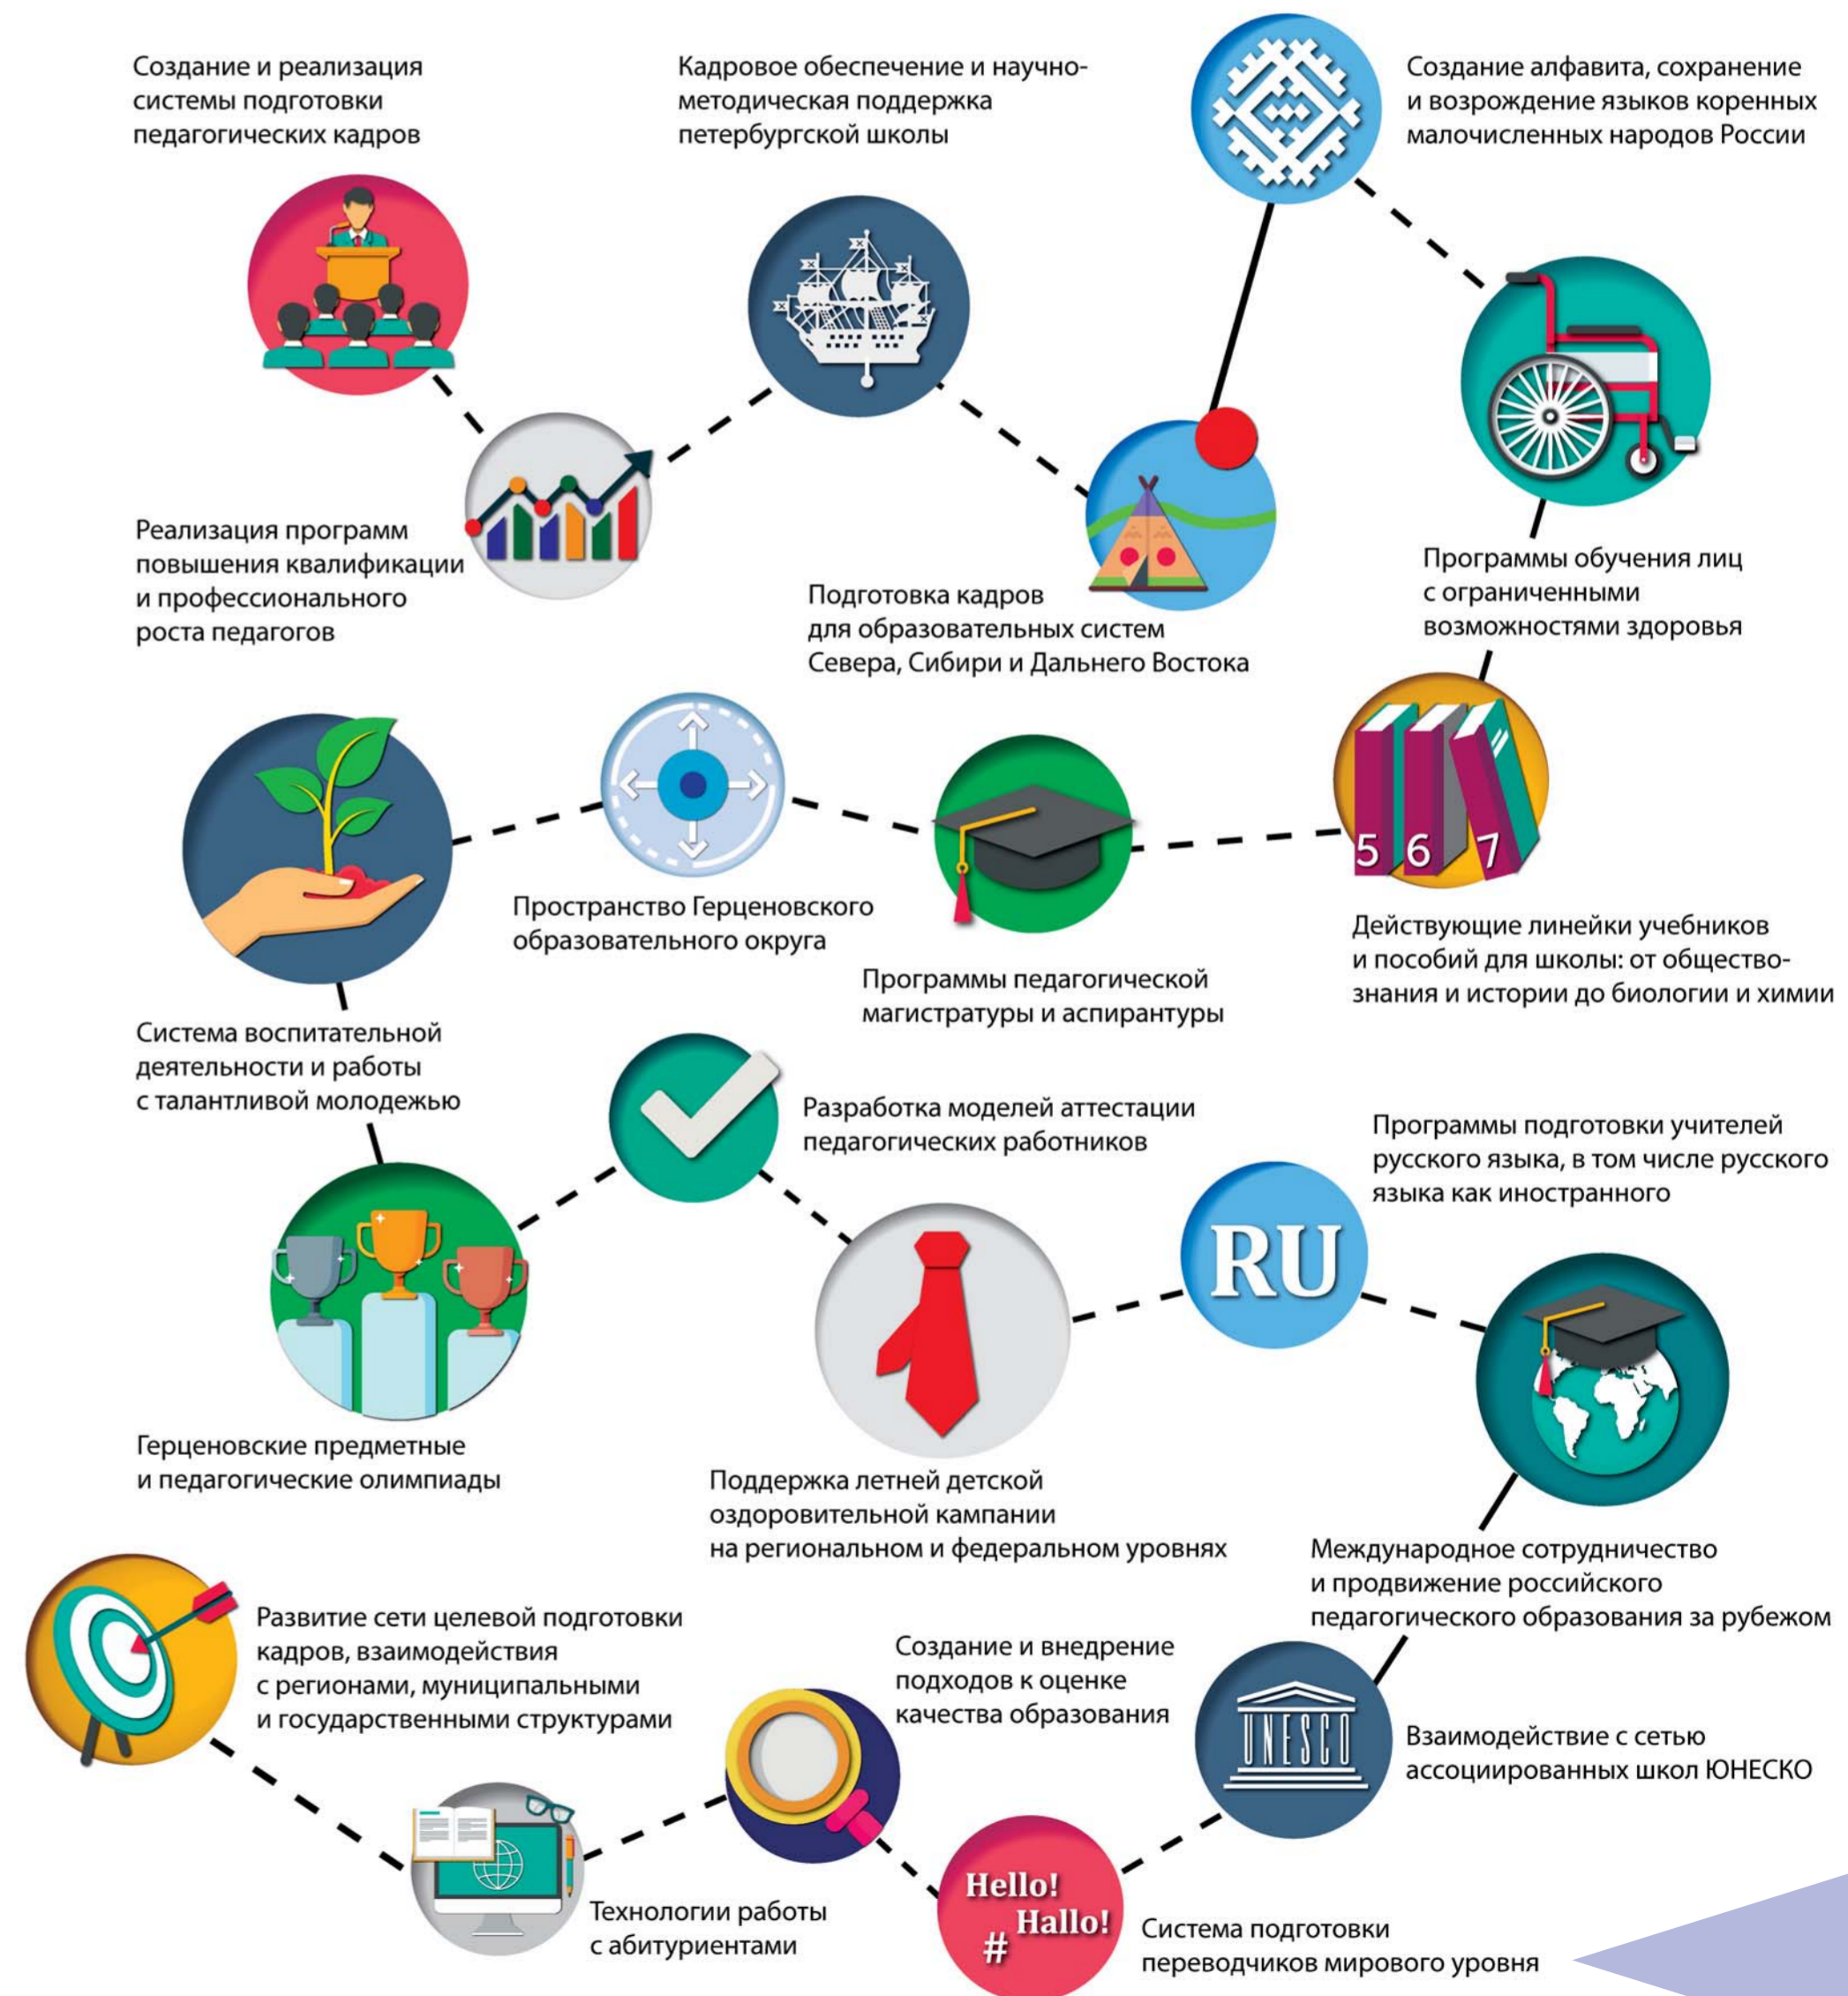 Создание и реализация
системы подготовки
педагогических кадров
Кадровое обеспечение и научно-
методическая поддержка
петербургской школы
Создание алфавита, сохранение
и возрождение языков коренных
малочисленных народов России
Реализация программ
повышения квалификации
и профессионального
роста педагогов
Подготовка кадров
для образовательных систем
Севера, Сибири и Дальнего Востока
Программы обучения лиц
с ограниченными
возможностями здоровья
5 6 7
Пространство Герценовского
образовательного округа
Программы педагогической
магистратуры и аспирантуры
Действующие линейки учебников
и пособий для школы: от общество-
знания и истории до биологии и химии
Система воспитательной
деятельности и работы
с талантливой молодежью
Разработка моделей аттестации
педагогических работников
Программы подготовки учителей
русского языка, в том числе русского
языка как иностранного
RU
Герценовские предметные
и педагогические олимпиады
Поддержка летней детской
оздоровительной кампании
на региональном и федеральном уровнях
Международное сотрудничество
и продвижение российского
педагогического образования за рубежом
Развитие сети целевой подготовки
кадров, взаимодействия
с регионами, муниципальными
и государственными структурами
Создание и внедрение
подходов к оценке
качества образования
UNESCO
Взаимодействие с сетью
ассоциированных школ ЮНЕСКО
Технологии работы
с абитуриентами
Hello!
Hallo!
#
Система подготовки
переводчиков мирового уровня